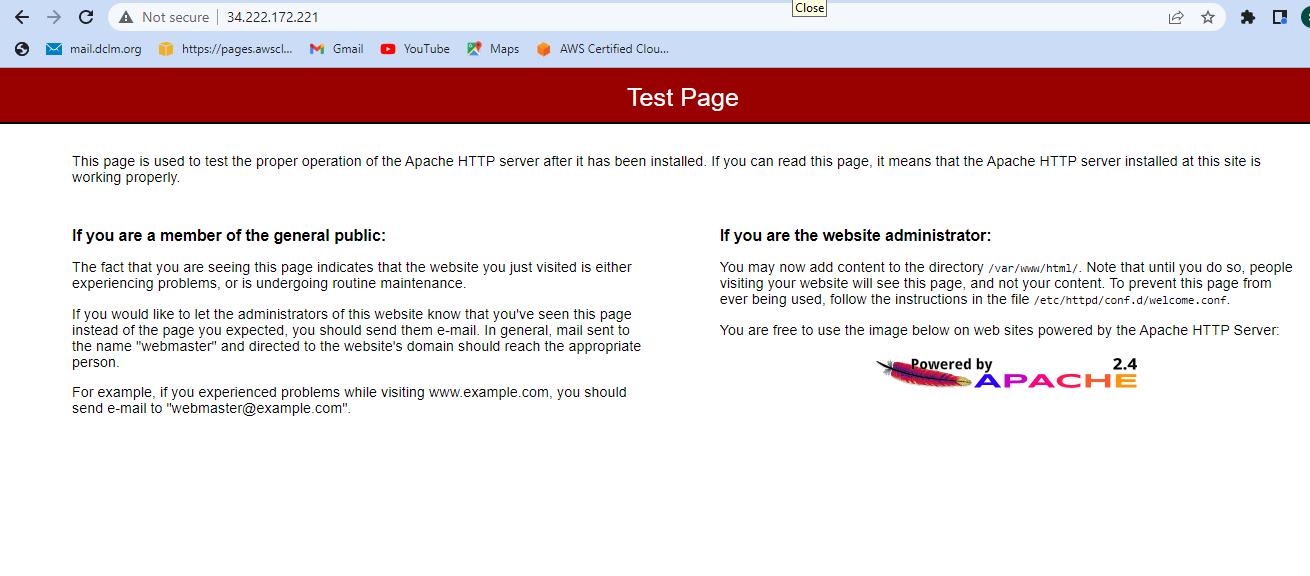 Close
Not secure 34.222.172.221
mail.dclm.org https://pages.awscl... Gmail YouTube Maps AWS Certified Clou...
Test Page
This page is used to test the proper operation of the Apache HTTP server after it has been installed. If you can read this page, it means that the Apache HTTP server installed at this site is
working properly.
If you are a member of the general public:
The fact that you are seeing this page indicates that the website you just visited is either
experiencing problems, or is undergoing routine maintenance.
If you would like to let the administrators of this website know that you've seen this page
instead of the page you expected, you should send them e-mail. In general, mail sent to
the name "webmaster" and directed to the website's domain should reach the appropriate
person.
For example, if you experienced problems while visiting www.example.com, you should
send e-mail to "webmaster@example.com".
If you are the website administrator:
You may now add content to the directory /var/www/html/. Note that until you do so, people
visiting your website will see this page, and not your content. To prevent this page from
ever being used, follow the instructions in the file /etc/httpd/conf.d/welcome.conf.
You are free to use the image below on web sites powered by the Apache HTTP Server:
Powered by 2.4
APACHE